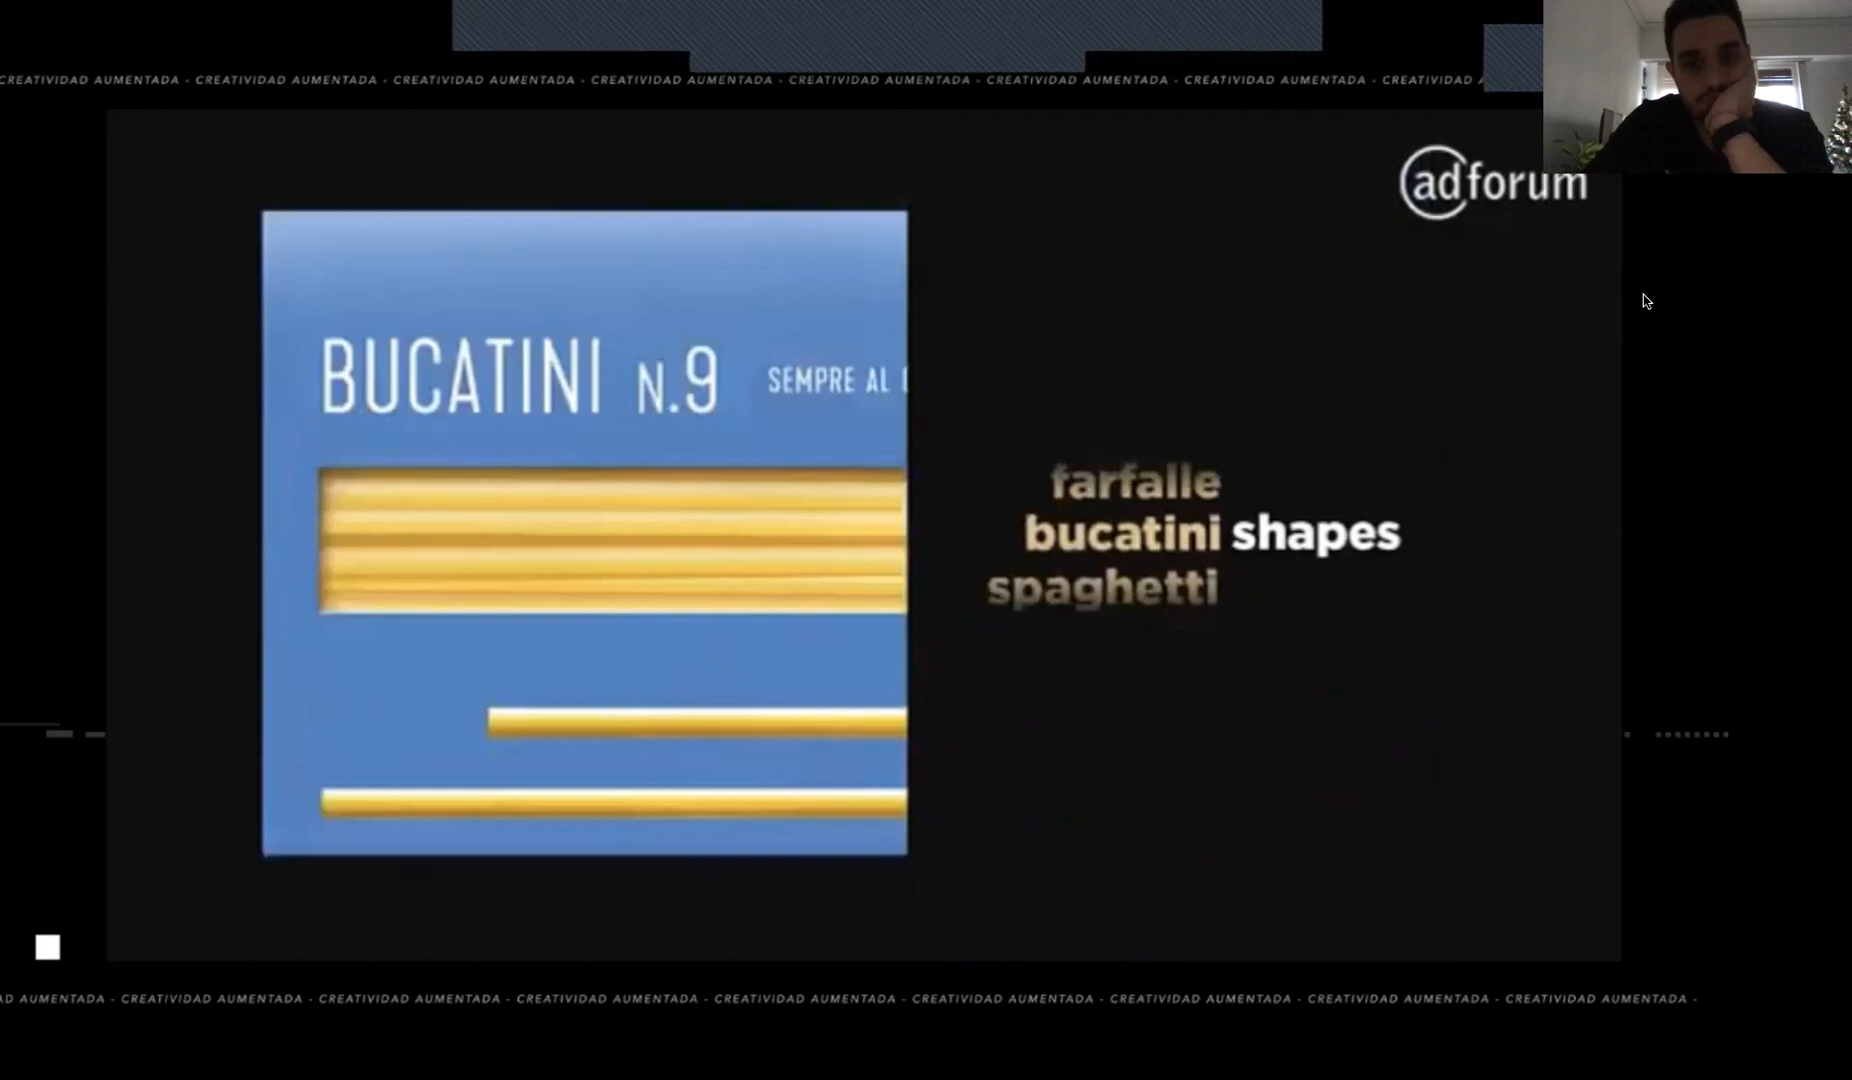 CREATIVIDAD AUMENTADA - CREATIVIDAD AUMENTADA - CREATIVIDAD AUMENTADA - CREATIVIDAD AUMENTADA - CREATIVIDAD AUMENTADA - CREATIVIDAD AUMENTADA - CREATIVIDAD AUMENTADA - CREATIVIDAD
adforum
BUCATINI N.9 SEMPRE AL
farfalle
bucatini shapes
spaghetti
AUMENTADA - CREATIVIDAD AUMENTADA - CREATIVIDAD AUMENTADA - CREATIVIDAD AUMENTADA - CREATIVIDAD AUMENTADA - CREATIVIDAD AUMENTADA - CREATIVIDAD AUMENTADA - CREATIVIDAD AUMENTADA - CREATIVIDAD AUMENTADA -